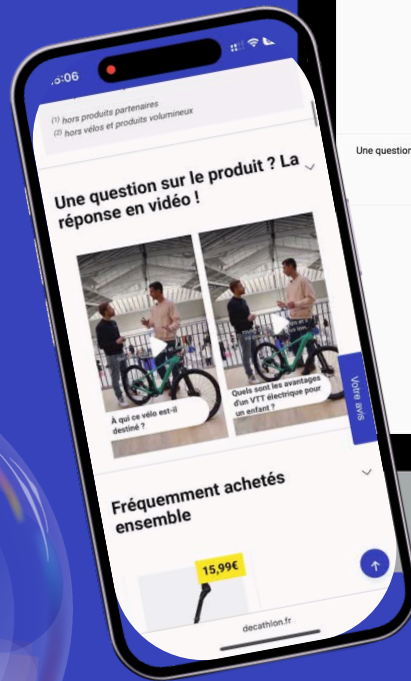 :06
(1) hors produits partenaires
(2) hors vélos et produits volumineux
Une question sur le produit ? La
réponse en vidéo !
À qui ce vélo est-il
destiné ?
Quels sont les avantages
d'un VTT électrique pour
un enfant ?
Votre avis
Fréquemment achetés
ensemble
15,99€
decathlon.fr
Une question